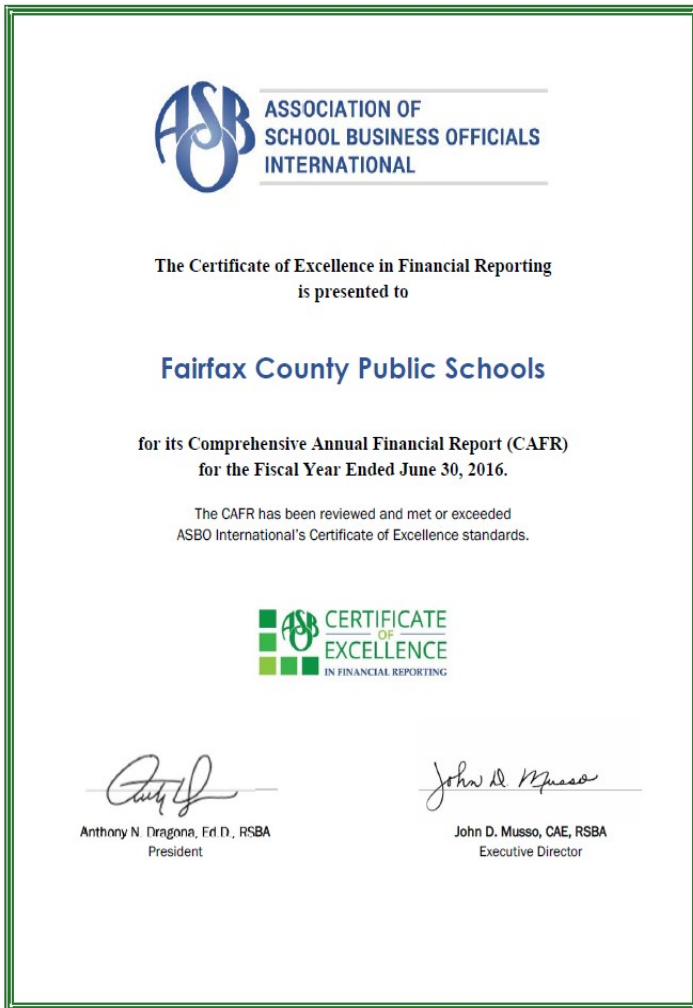 ASBO
ASSOCIATION OF
SCHOOL BUSINESS OFFICIALS
INTERNATIONAL
The Certificate of Excellence in Financial Reporting
is presented to
Fairfax County Public Schools
for its Comprehensive Annual Financial Report (CAFR)
for the Fiscal Year Ended June 30, 2016.
The CAFR has been reviewed and met or exceeded
ASBO International's Certificate of Excellence standards.
ASBO
CERTIFICATE
OF
EXCELLENCE
IN FINANCIAL REPORTING
John D. Musso
Anthony N. Dragona, Ed.D., RSBA
President
John D. Musso, CAE, RSBA
Executive Director